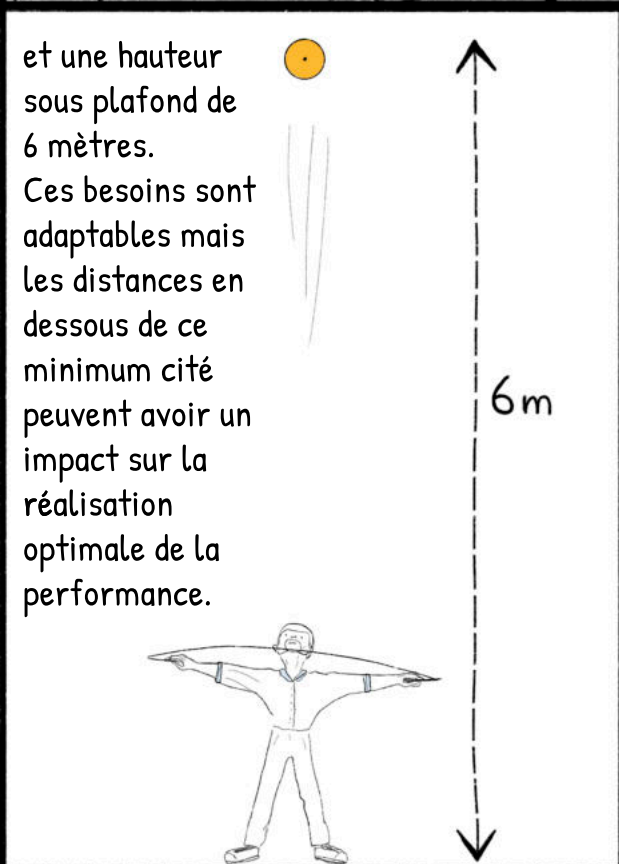 et une hauteur
sous plafond de
6 mètres.
Ces besoins sont
adaptables mais
les distances en
dessous de ce
minimum cité
peuvent avoir un
impact sur la
réalisation
optimale de la
performance.
6m